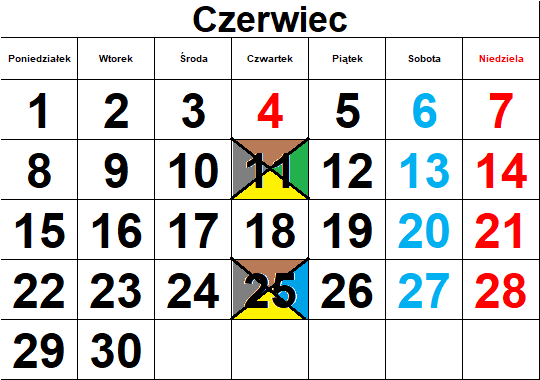 Czerwiec
Poniedziałek Wtorek Środa Czwartek Piątek Sobota Niedziela
1 2 3 4 5 6 7
8 9 10 11 12 13 14
15 16 17 18 19 20 21
22 23 24 25 26 27 28
29 30